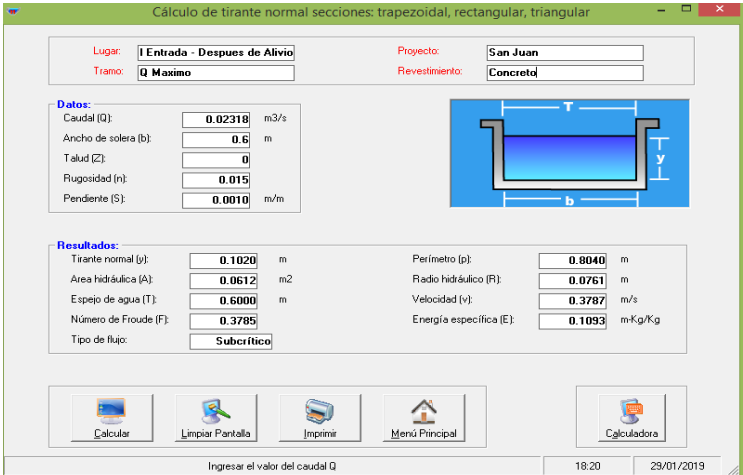 Cálculo de tirante normal secciones: trapezoidal, rectangular, triangular
Lugar: l Entrada - Despues de Alivio Proyecto: San Juan
Tramo: Q Maximo Revestimiento: Concreto
Datos:
Caudal (Q): 0.02318 m3/s
Ancho de solera (b): 0.6 m
Talud (Z): 0
Rugosidad (n): 0.015
Pendiente (S): 0.0010 m/m
T
y
b
Resultados:
Tirante normal (y): 0.1020 m Perímetro (p): 0.8040 m
Area hidráulica (A): 0.0612 m2 Radio hidráulico (R): 0.0761 m
Espejo de agua (T): 0.6000 m Velocidad (v): 0.3787 m/s
Número de Froude (F): 0.3785 Energía específica (E): 0.1093 m-Kg/Kg
Tipo de flujo: Subcrítico
Calcular Limpiar Pantalla Imprimir Menú Principal Calculadora
Ingresar el valor del caudal Q 18:20 29/01/2019